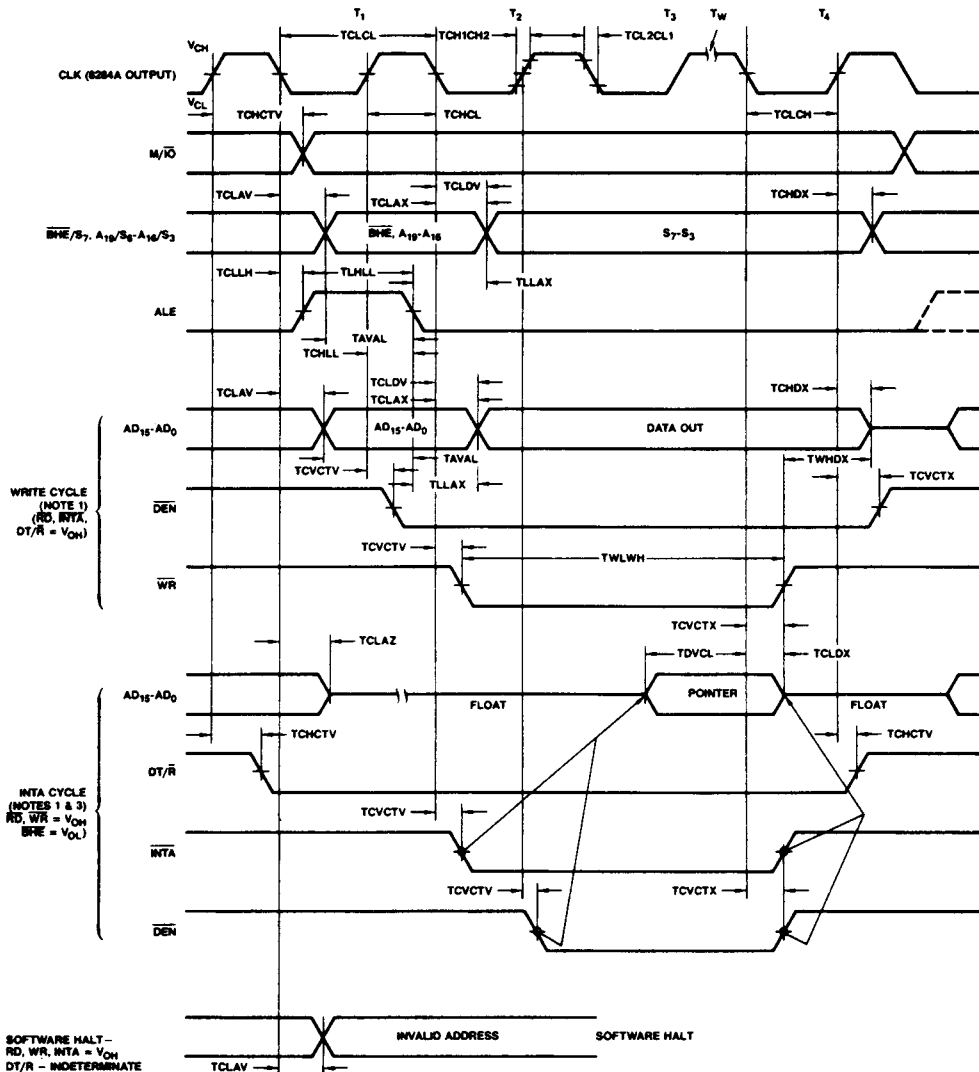 T1 T2 T3 TW T4
TCLCL TCH1CH2 TCL2CL1
VCH
CLK (8284A OUTPUT)
VCL
TCHCTV TCHCL TCLCH
M/IO
TCLDV
TCLAV TCLAX TCHDX
BHE/S7, A19/S6-A16/S3 BHE, A19-A16 S7-S3
TCLLH TLHLL TLLAX
ALE
TCHLL TAVAL
TCLDV
TCLAV TCLAX TCHDX
AD15-AD0 AD15-AD0 DATA OUT
TCVCTV TAVAL TWHDX
TLLAX TCVCTX
WRITE CYCLE
(NOTE 1)
(RD, INTA,
DT/R = VOH)
DEN
TCVCTV TWLWH
WR
TCVCTX
TCLAZ TDVCL TCLDX
AD15-AD0 FLOAT POINTER FLOAT
TCHCTV TCHCTV
DT/R
INTA CYCLE
(NOTES 1 & 3)
RD, WR = VOH
BHE = VOL)
TCVCTV
INTA
TCVCTV TCVCTX
DEN
SOFTWARE HALT–
RD, WR, INTA = VOH
DT/R – INDETERMINATE
INVALID ADDRESS SOFTWARE HALT
TCLAV